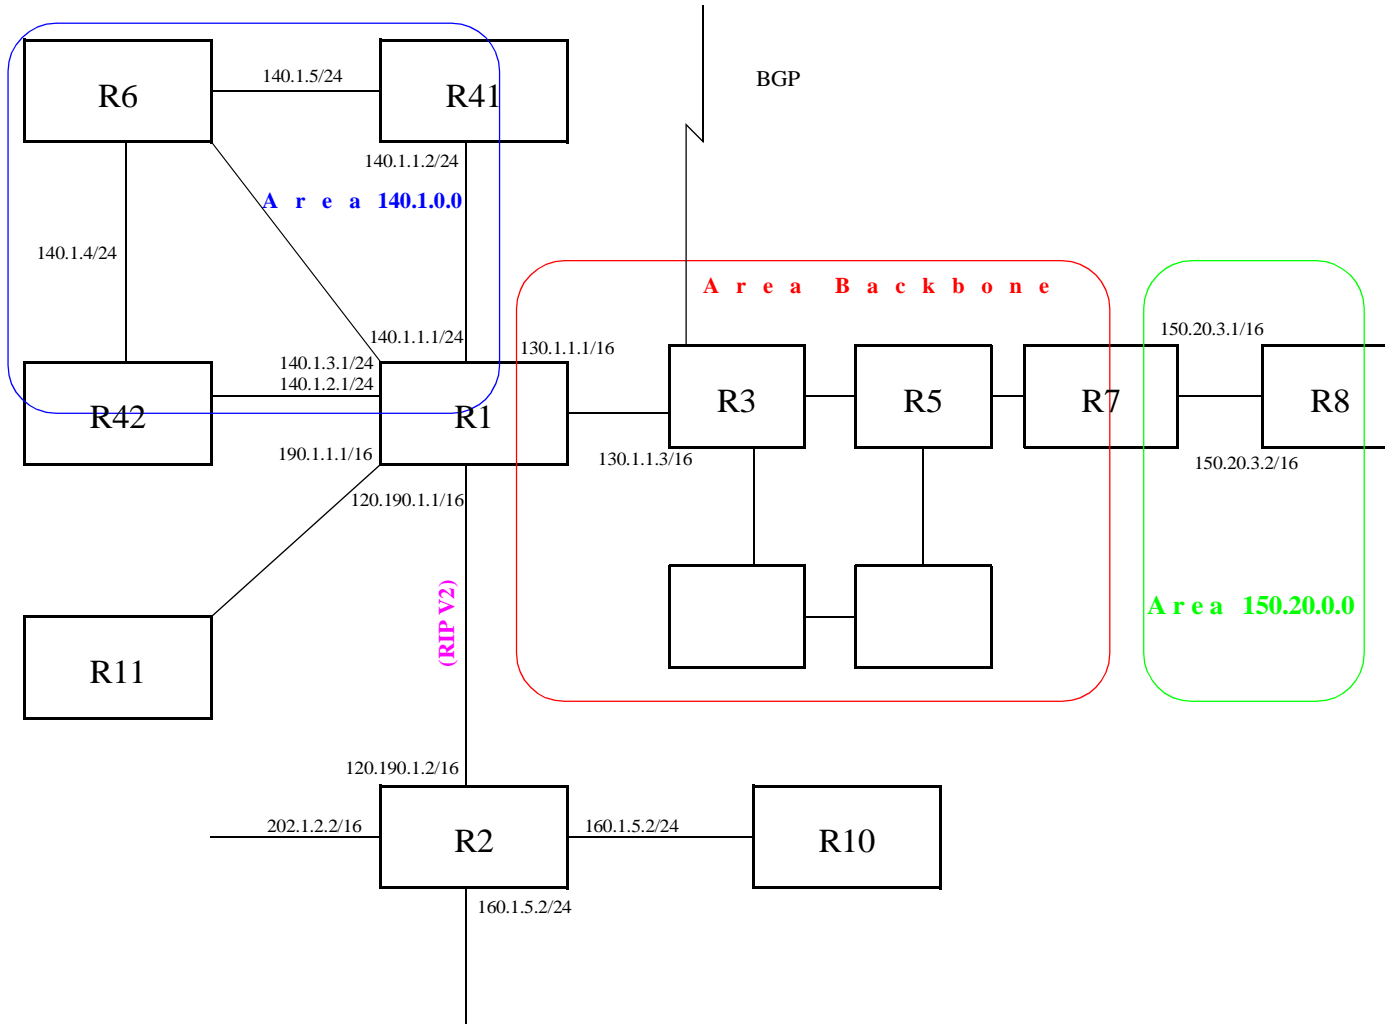 R6
140.1.5/24
R41
BGP
140.1.1.2/24
Area 140.1.0.0
140.1.4/24
Area Backbone
140.1.1.1/24
130.1.1.1/16
150.20.3.1/16
140.1.3.1/24
140.1.2.1/24
R42
R1
R3
R5
R7
R8
190.1.1.1/16
130.1.1.3/16
150.20.3.2/16
120.190.1.1/16
(RIP V2)
Area 150.20.0.0
R11
120.190.1.2/16
202.1.2.2/16
R2
160.1.5.2/24
R10
160.1.5.2/24